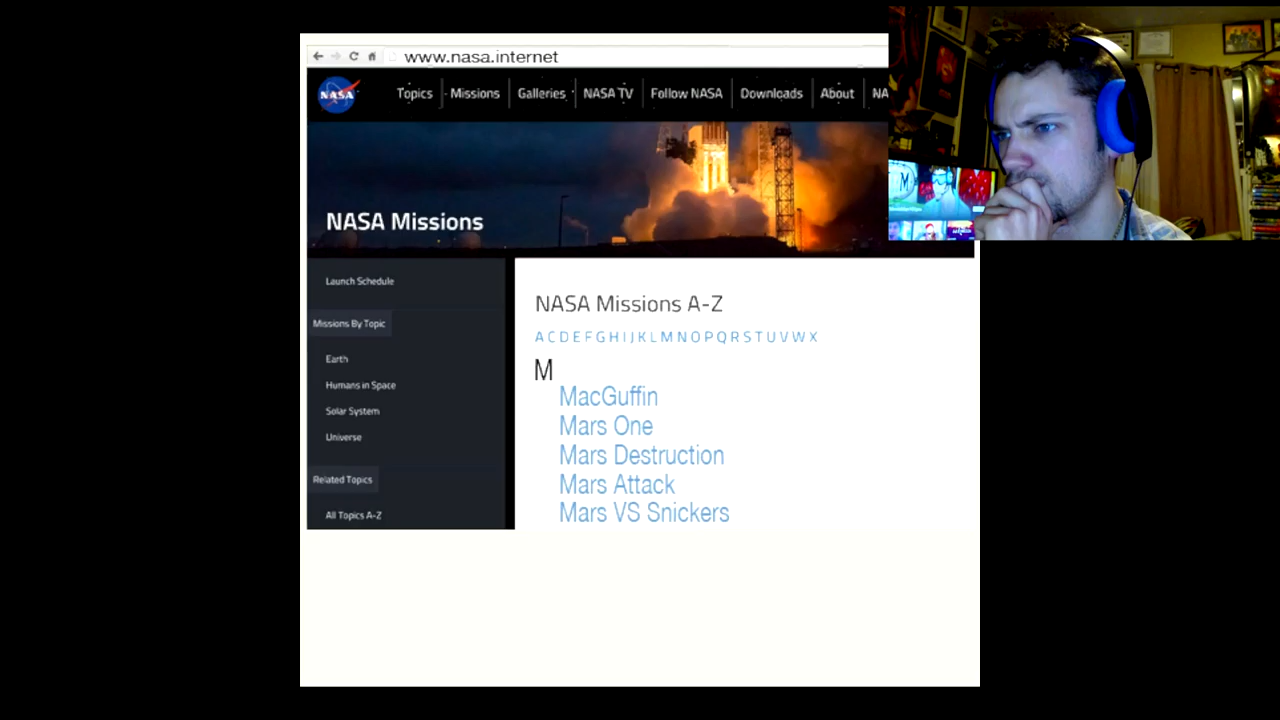 www.nasa.internet
NASA
Topics Missions Galleries NASA TV Follow NASA Downloads About NA
NASA Missions
Launch Schedule
Missions By Topic
Earth
Humans in Space
Solar System
Universe
Related Topics
All Topics A-Z
NASA Missions A-Z
A C D E F G H I J K L M N O P Q R S T U V W X
M
MacGuffin
Mars One
Mars Destruction
Mars Attack
Mars VS Snickers